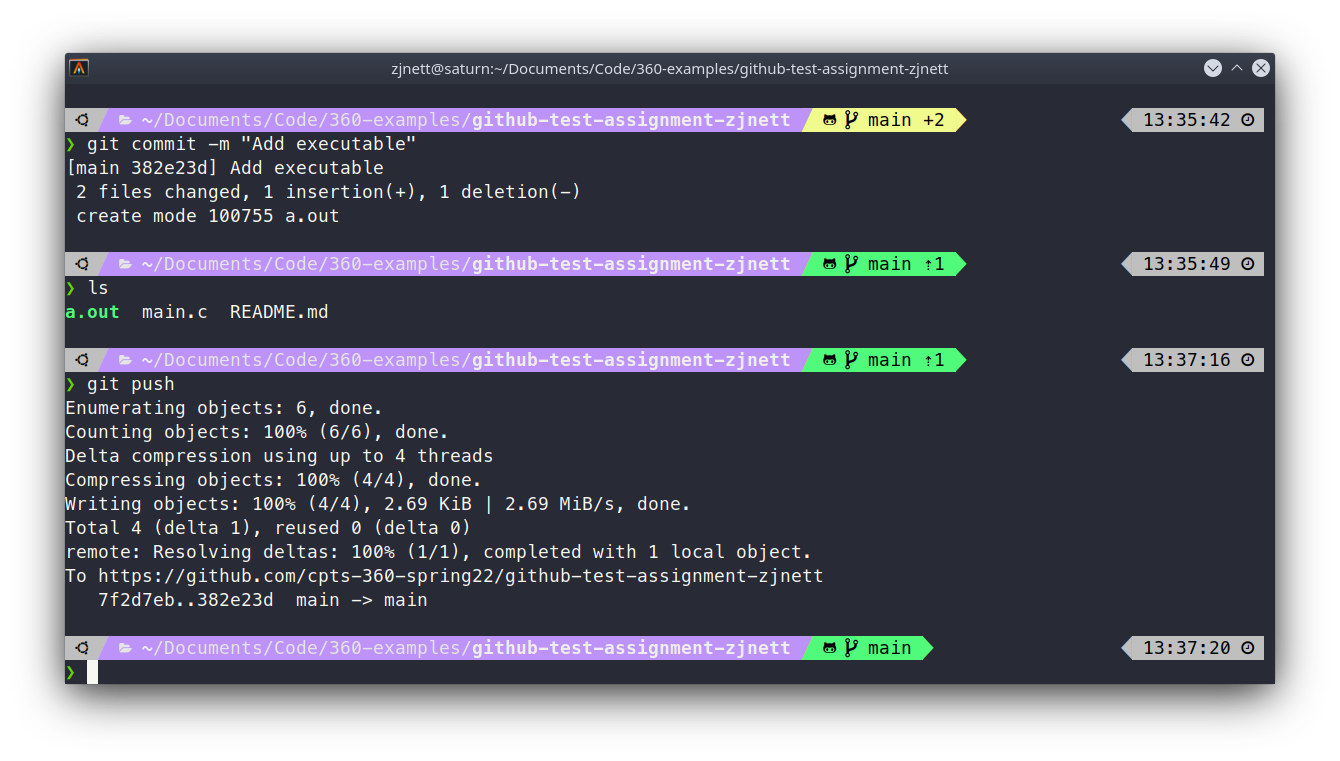 zjnett@saturn:~/Documents/Code/360-examples/github-test-assignment-zjnett
~/Documents/Code/360-examples/github-test-assignment-zjnett main +2 13:35:42
❯ git commit -m "Add executable"
[main 382e23d] Add executable
 2 files changed, 1 insertion(+), 1 deletion(-)
 create mode 100755 a.out
~/Documents/Code/360-examples/github-test-assignment-zjnett main ⇡1 13:35:49
❯ ls
a.out  main.c  README.md
~/Documents/Code/360-examples/github-test-assignment-zjnett main ⇡1 13:37:16
❯ git push
Enumerating objects: 6, done.
Counting objects: 100% (6/6), done.
Delta compression using up to 4 threads
Compressing objects: 100% (4/4), done.
Writing objects: 100% (4/4), 2.69 KiB | 2.69 MiB/s, done.
Total 4 (delta 1), reused 0 (delta 0)
remote: Resolving deltas: 100% (1/1), completed with 1 local object.
To https://github.com/cpts-360-spring22/github-test-assignment-zjnett
   7f2d7eb..382e23d  main -> main
~/Documents/Code/360-examples/github-test-assignment-zjnett main 13:37:20
❯